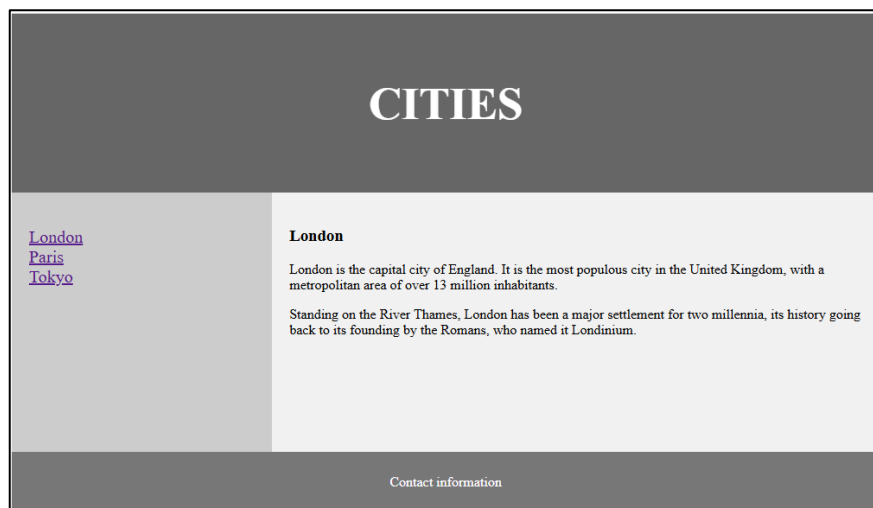 CITIES
London
Paris
Tokyo
London
London is the capital city of England. It is the most populous city in the United Kingdom, with a
metropolitan area of over 13 million inhabitants.
Standing on the River Thames, London has been a major settlement for two millennia, its history going
back to its founding by the Romans, who named it Londinium.
Contact information